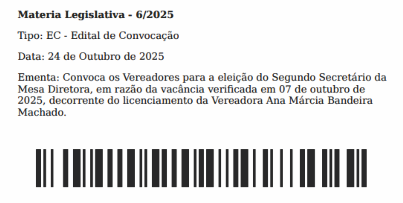 Materia Legislativa - 6/2025
Tipo: EC - Edital de Convocação
Data: 24 de Outubro de 2025
Ementa: Convoca os Vereadores para a eleição do Segundo Secretário da
Mesa Diretora, em razão da vacância verificada em 07 de outubro de
2025, decorrente do licenciamento da Vereadora Ana Márcia Bandeira
Machado.